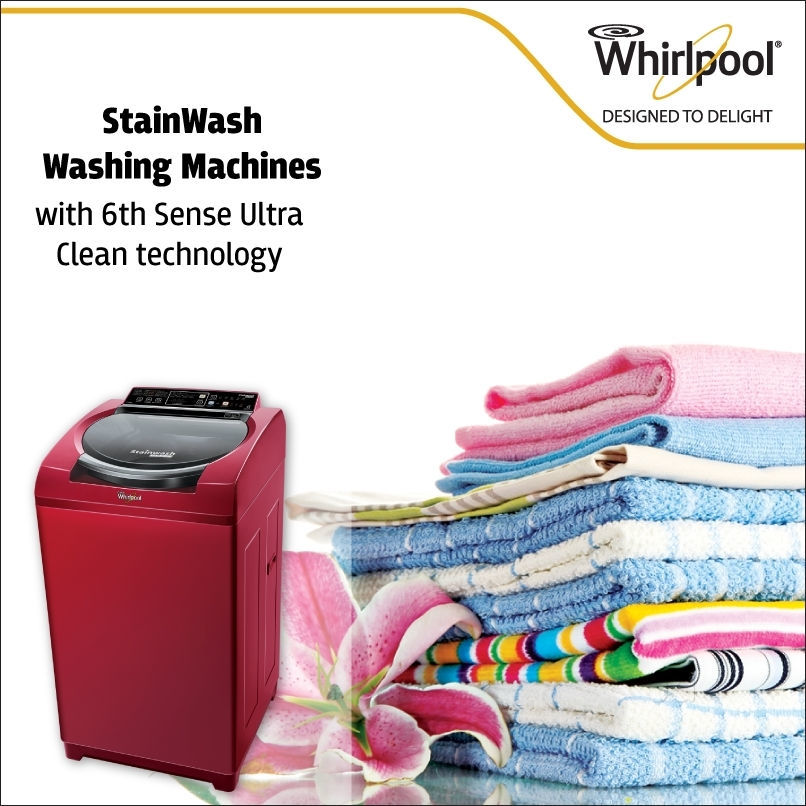 Whirlpool®
DESIGNED TO DELIGHT
StainWash
Washing Machines
with 6th Sense Ultra
Clean technology
Stainwash
Whirlpool